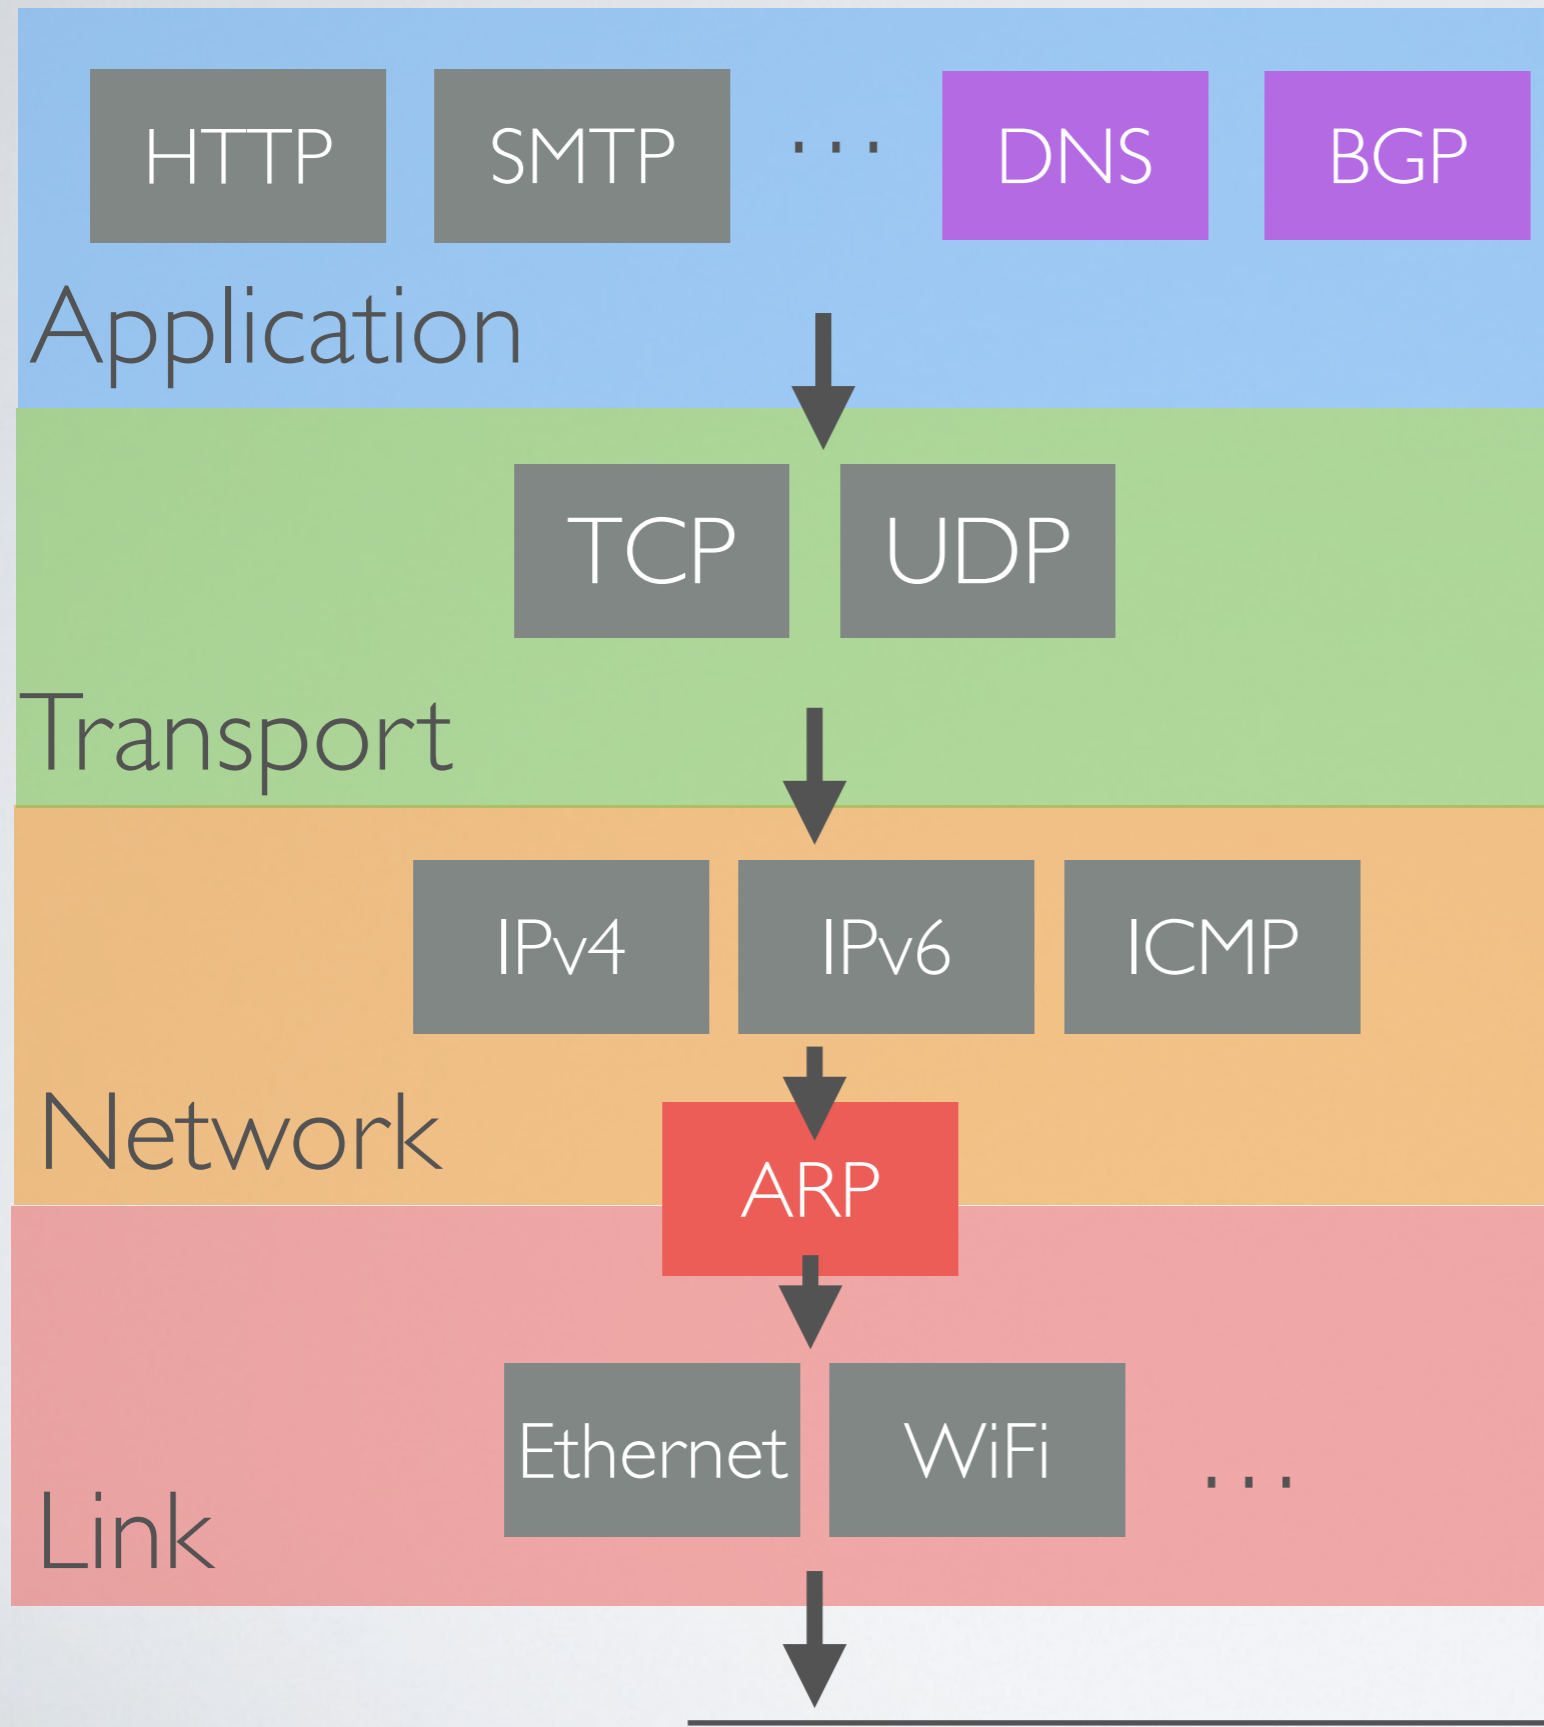 HTTP SMTP ... DNS BGP
Application
TCP UDP
Transport
IPv4 IPv6 ICMP
Network
ARP
Ethernet WiFi ...
Link